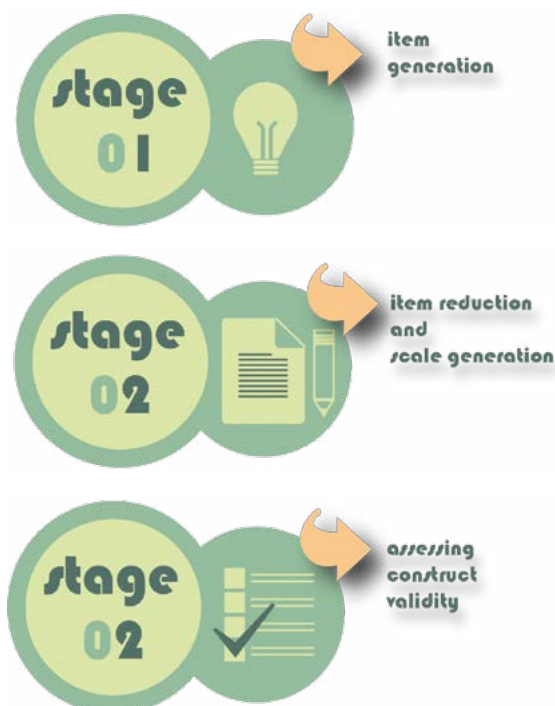 stage
01
item
generation
stage
02
item reduction
and
scale generation
stage
02
assessing
construct
validity